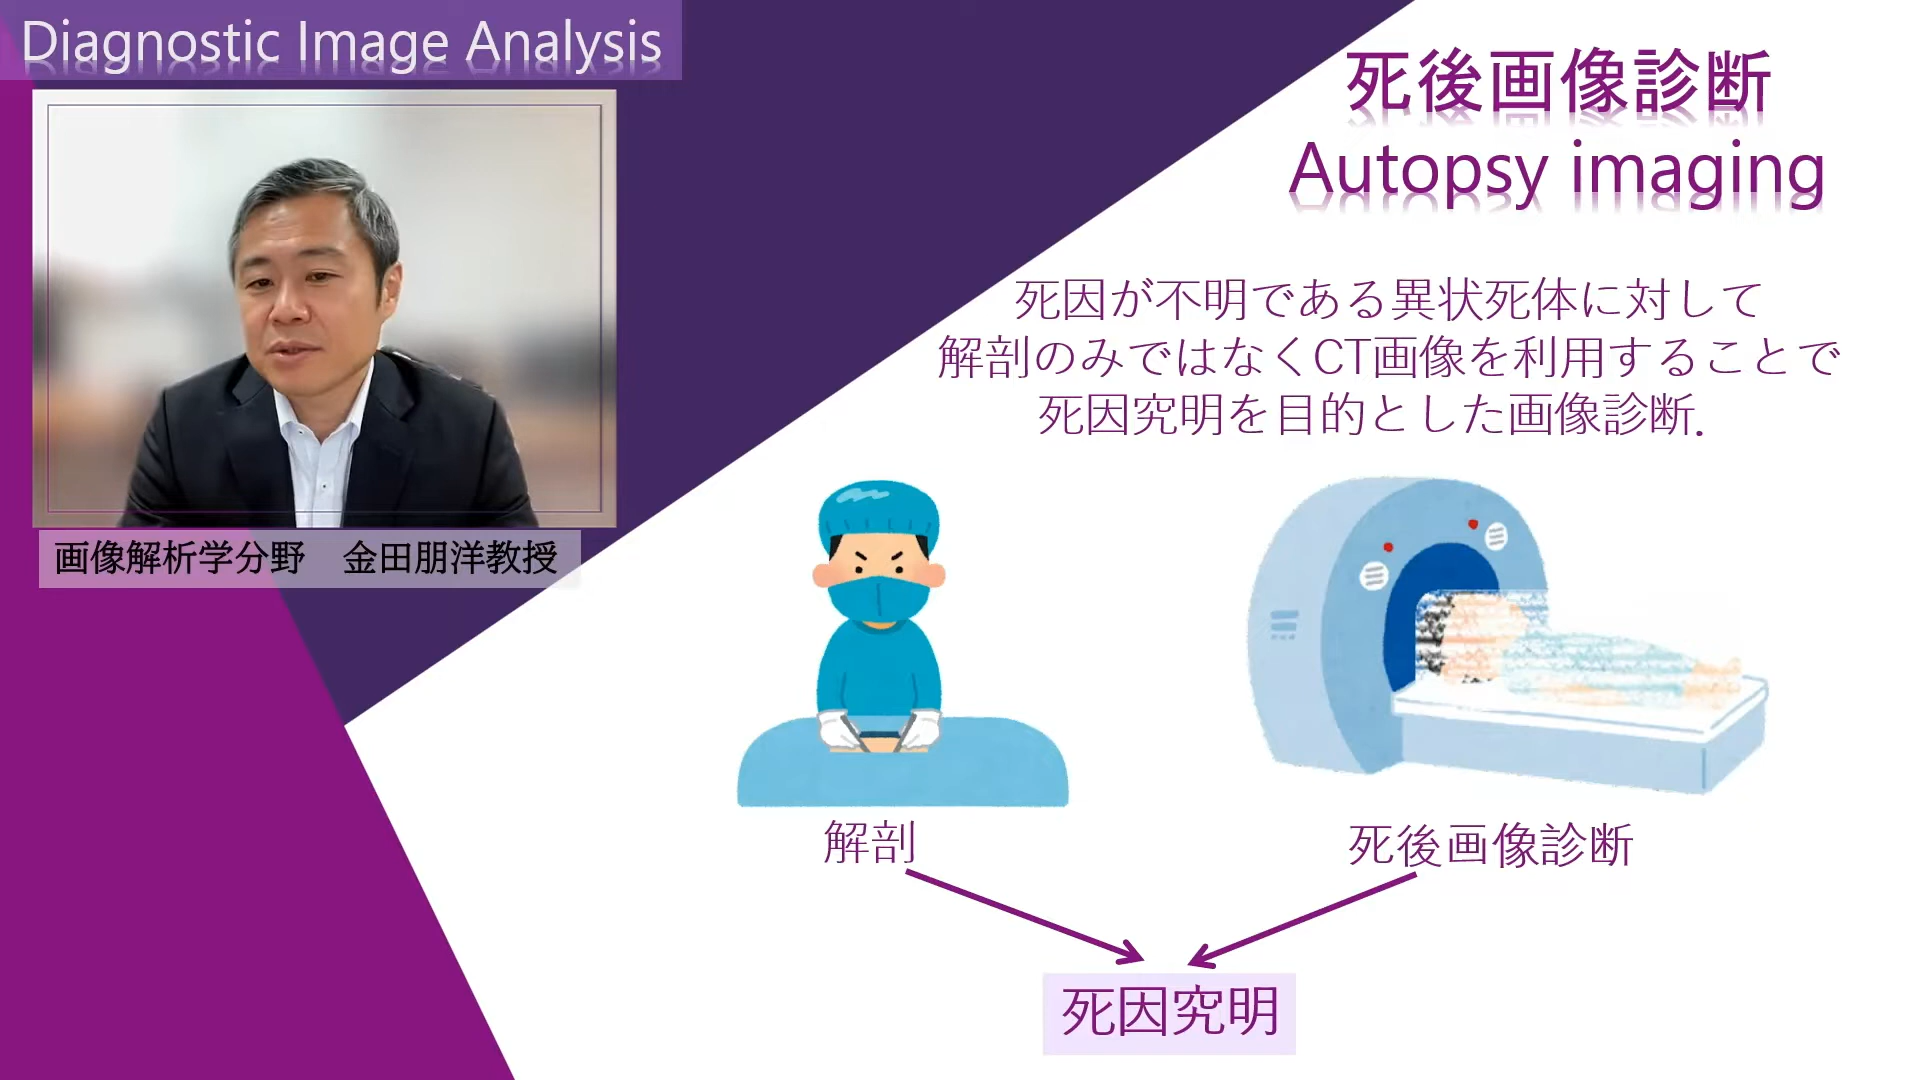 Diagnostic Image Analysis
画像解析学分野　金田朋洋教授
死後画像診断
Autopsy imaging
死因が不明である異状死体に対して
解剖のみではなくCT画像を利用することで
死因究明を目的とした画像診断.
解剖
死後画像診断
死因究明